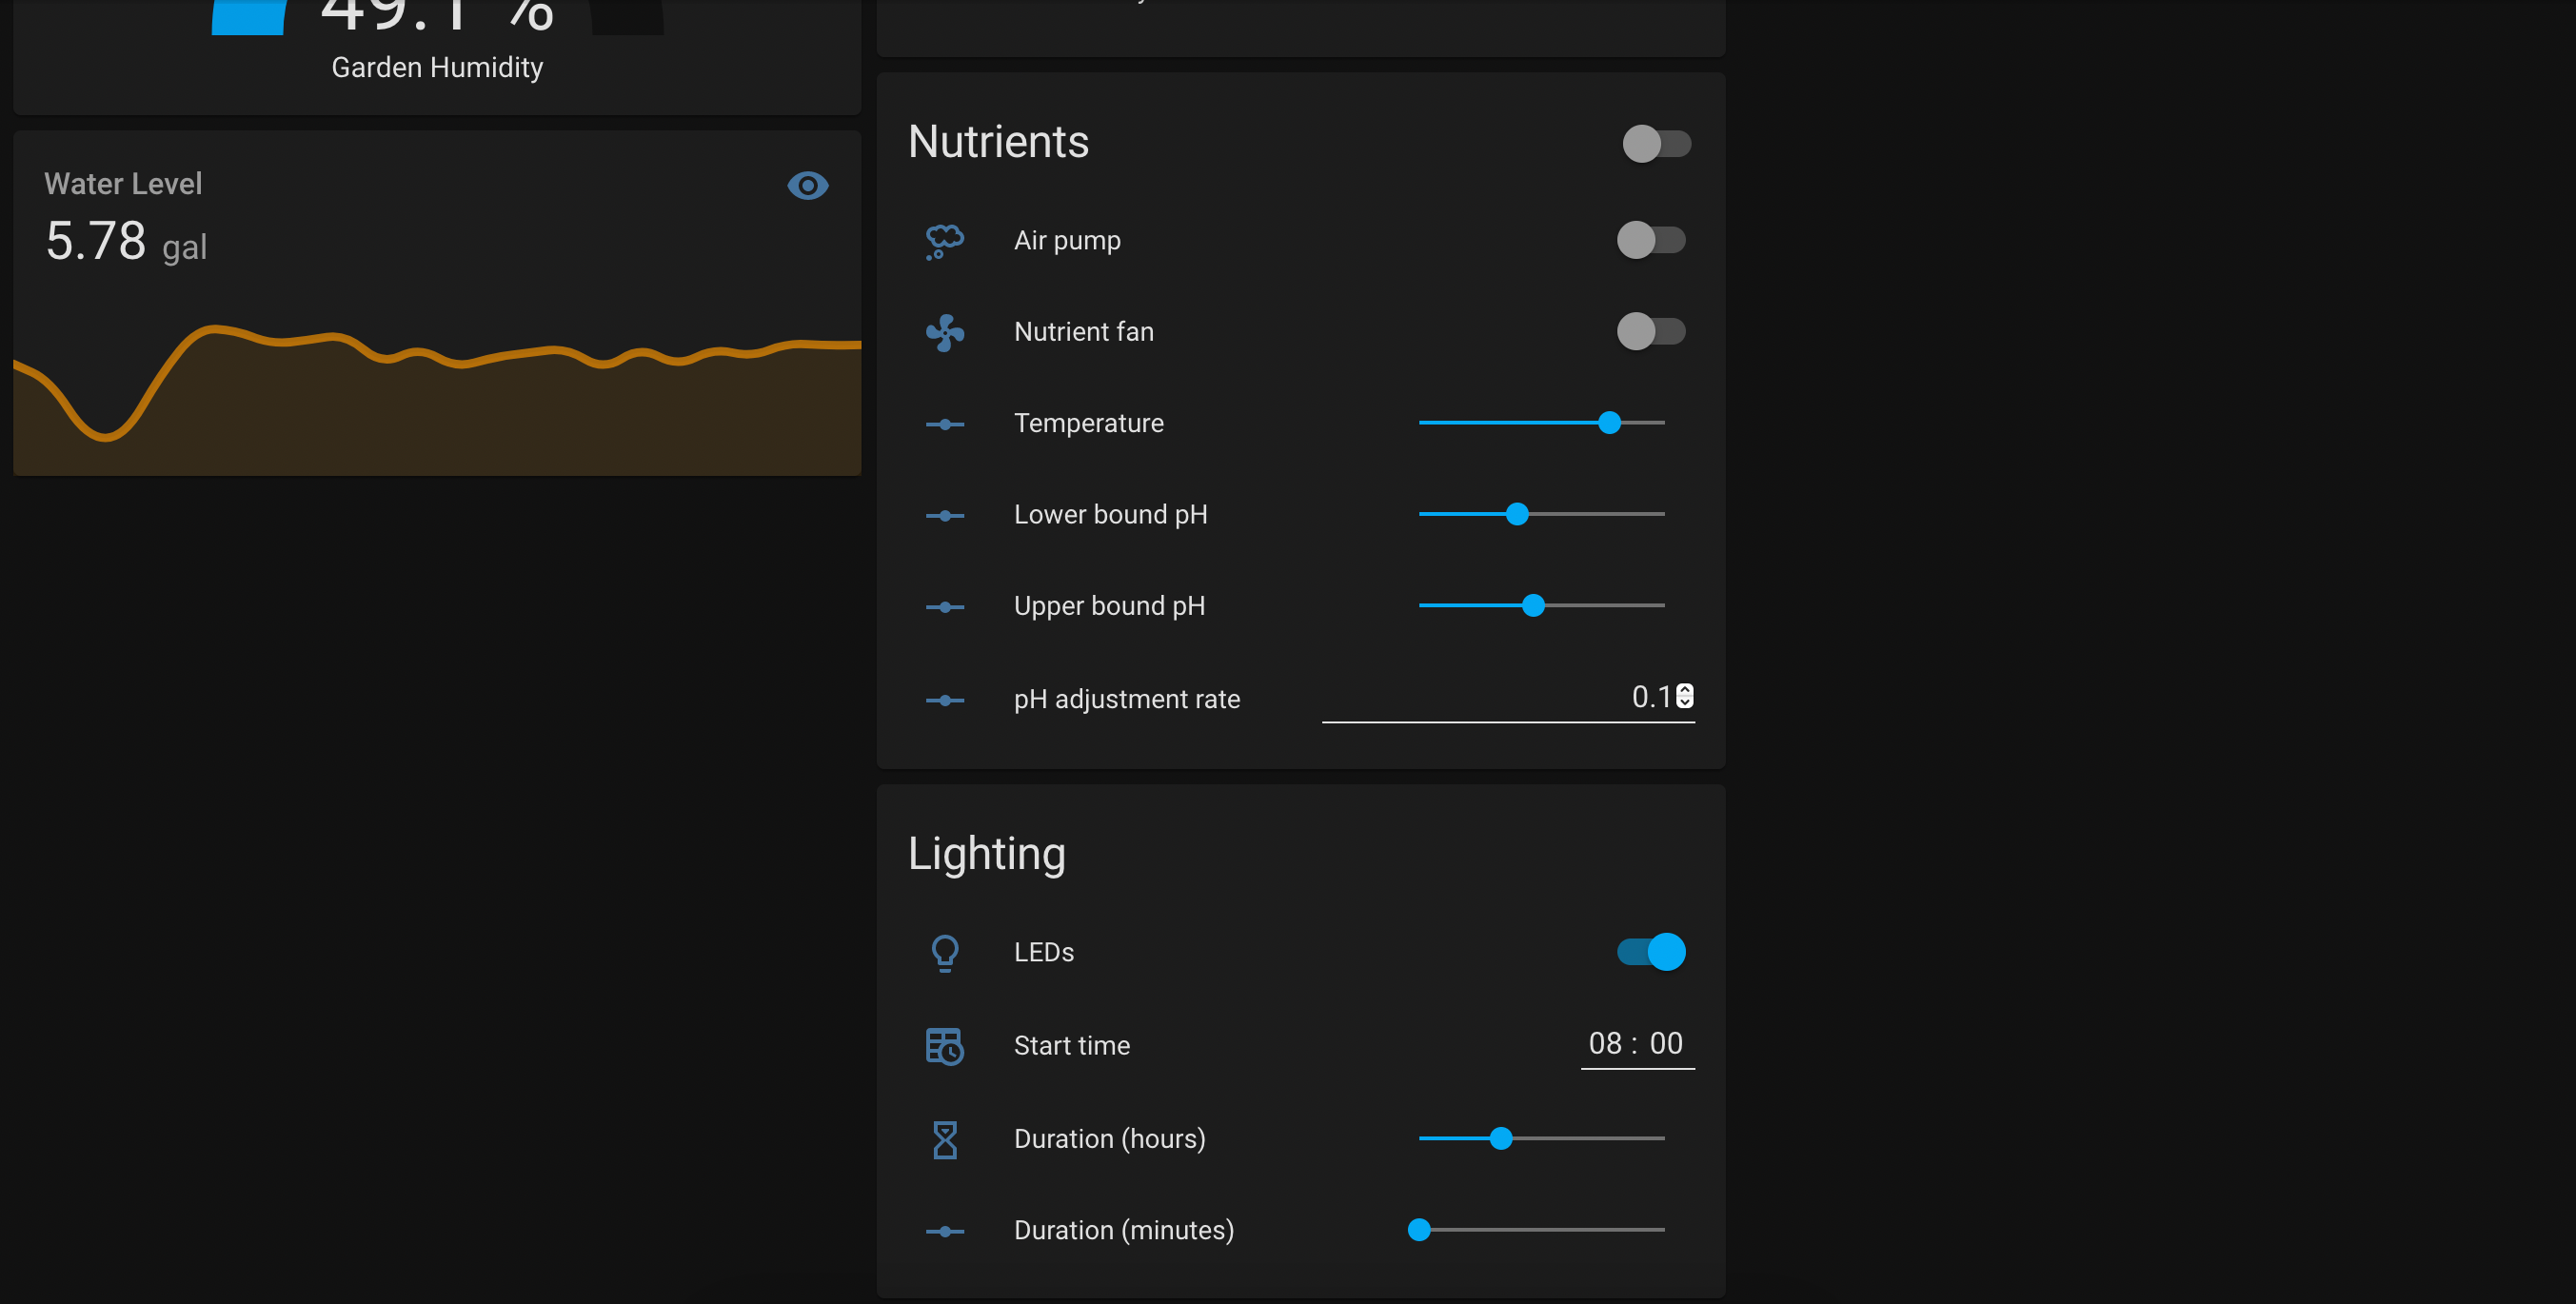 49.1 %
Garden Humidity
Water Level
5.78 gal
Nutrients
Air pump
Nutrient fan
Temperature
Lower bound pH
Upper bound pH
pH adjustment rate 0.1
Lighting
LEDs
Start time 08 : 00
Duration (hours)
Duration (minutes)